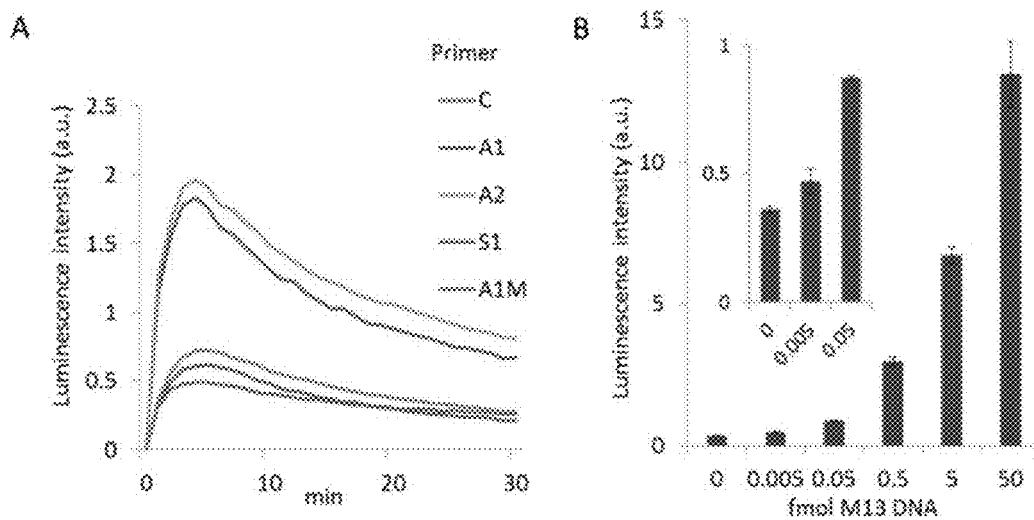 A
Primer
C
A1
A2
S1
A1M
Luminescence intensity (a.u.)
2.5
2
1.5
1
0.5
0
0 10 20 30
min
B
Luminescence intensity (a.u.)
15
10
5
0
1
0.5
0
0 0.005 0.05
0 0.005 0.05 0.5 5 50
fmol M13 DNA